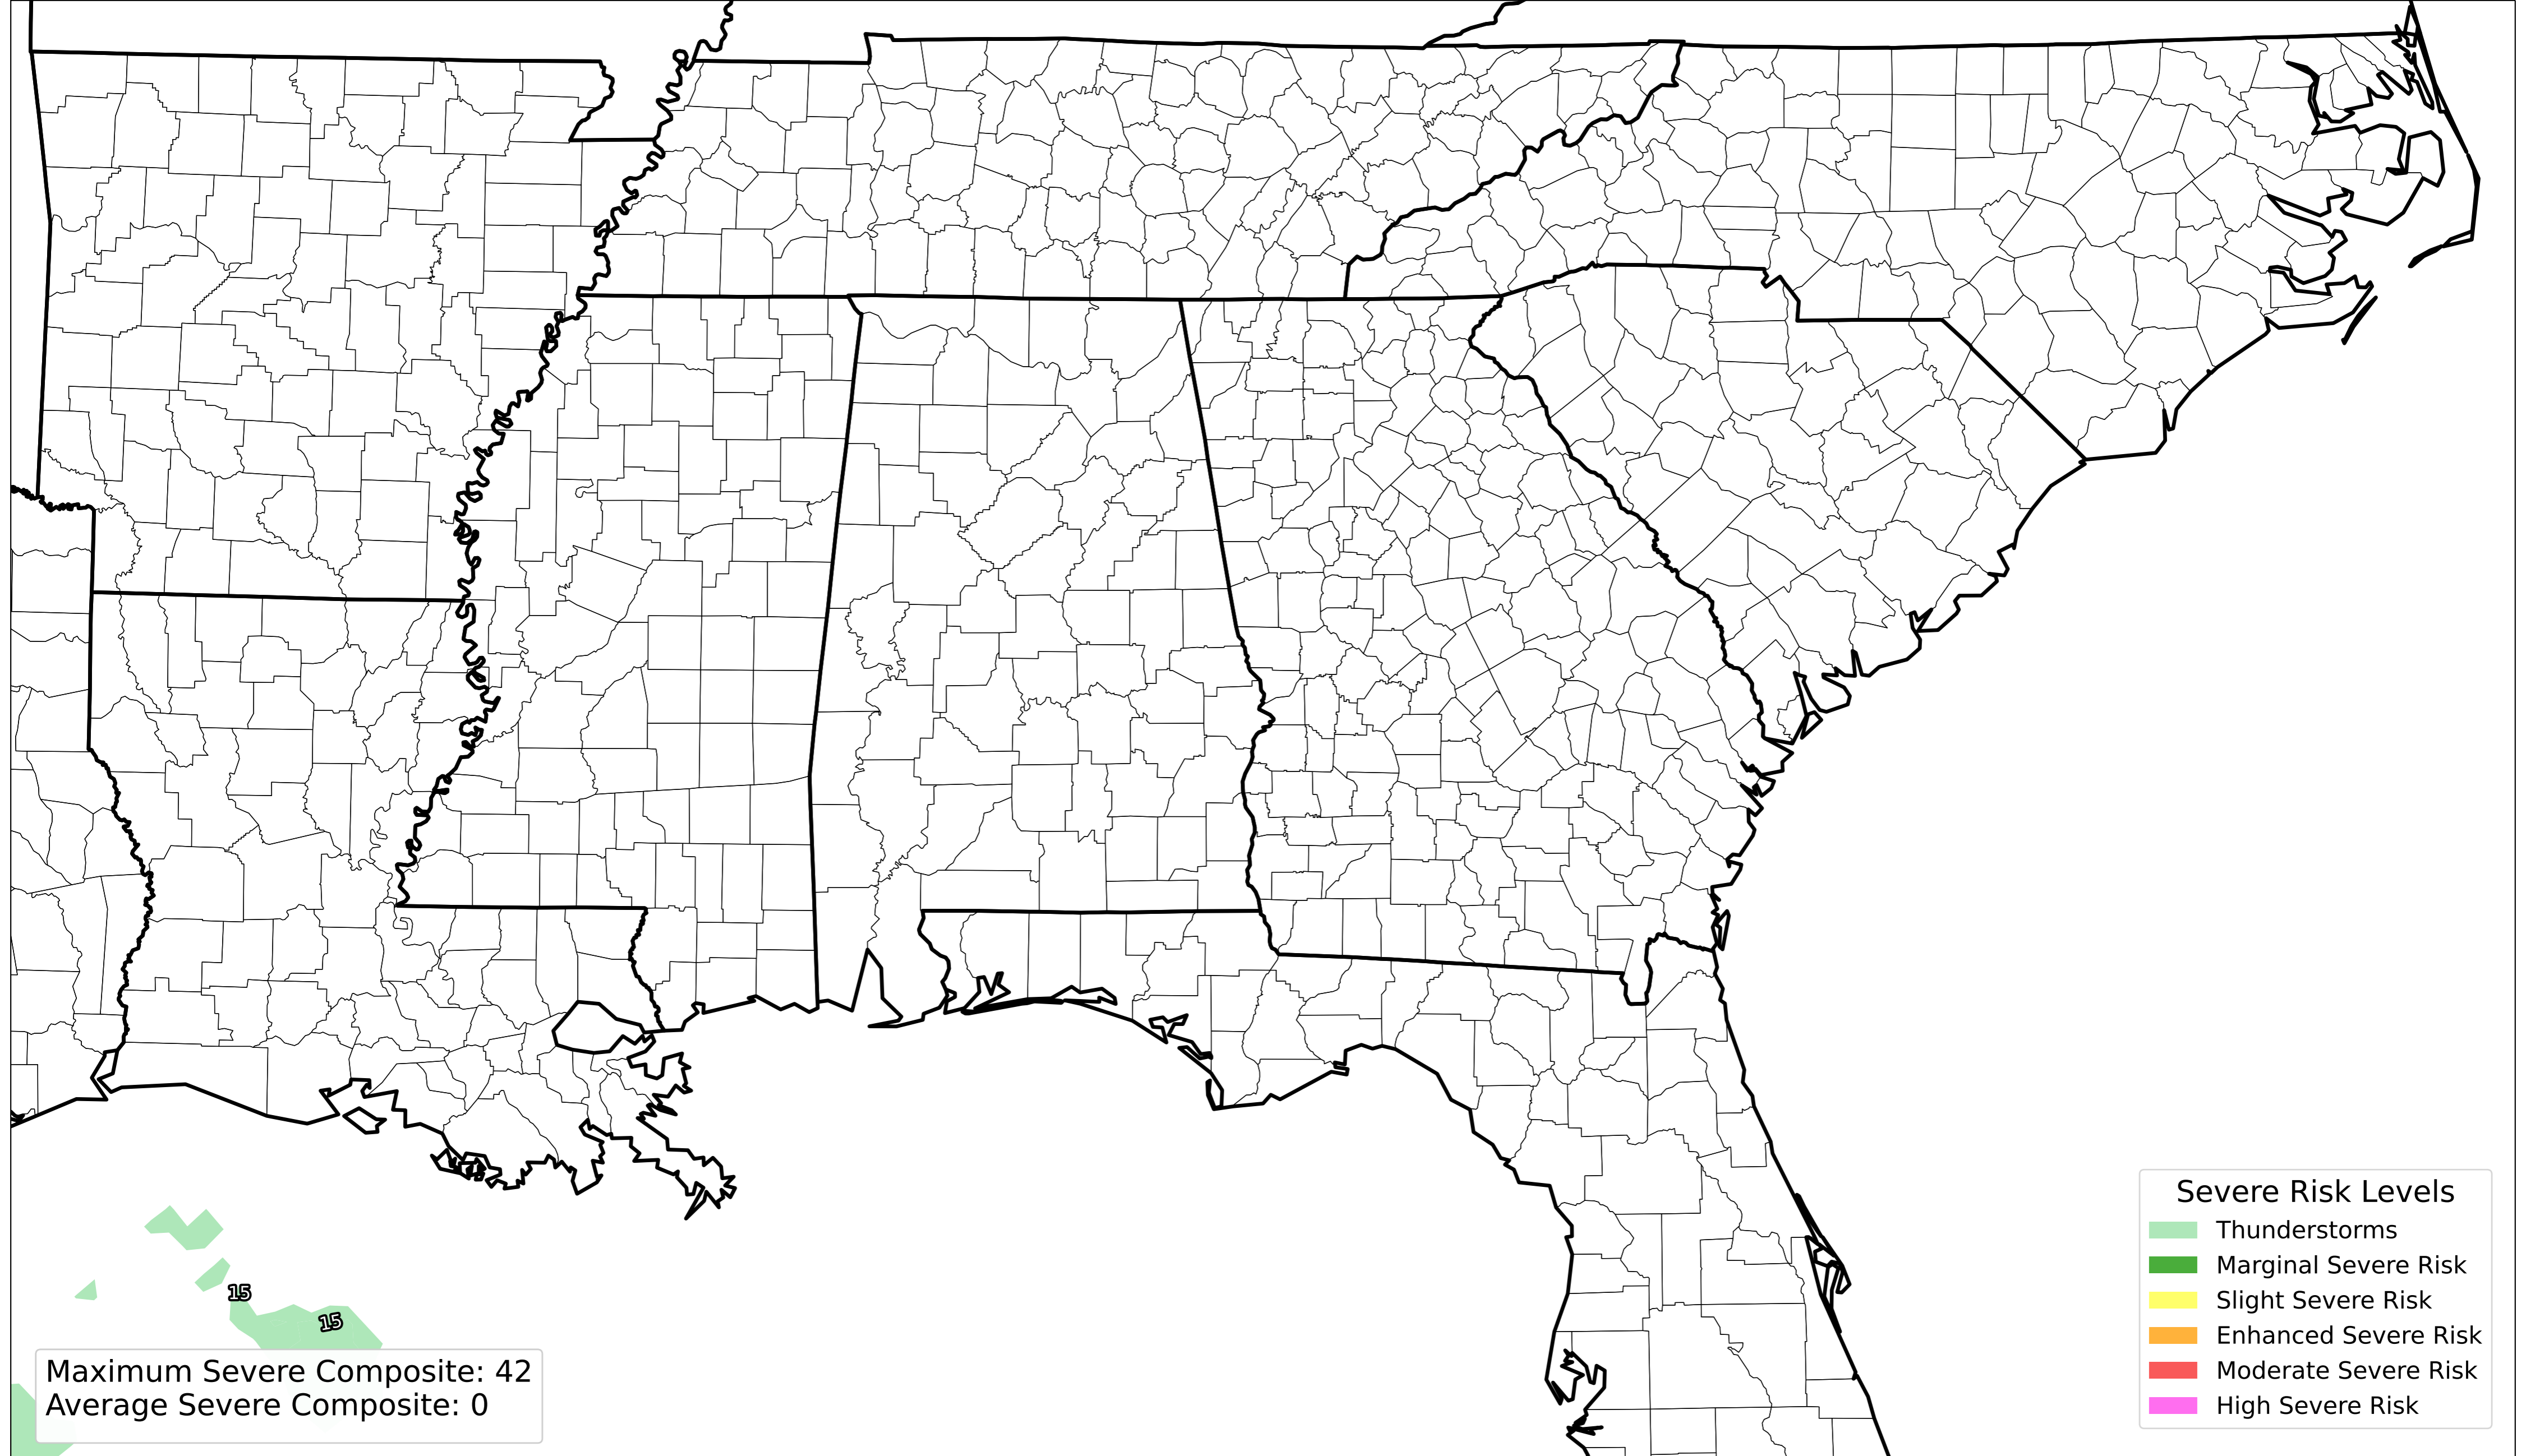 15
15
Maximum Severe Composite: 42
Average Severe Composite: 0
Severe Risk Levels
Thunderstorms
Marginal Severe Risk
Slight Severe Risk
Enhanced Severe Risk
Moderate Severe Risk
High Severe Risk